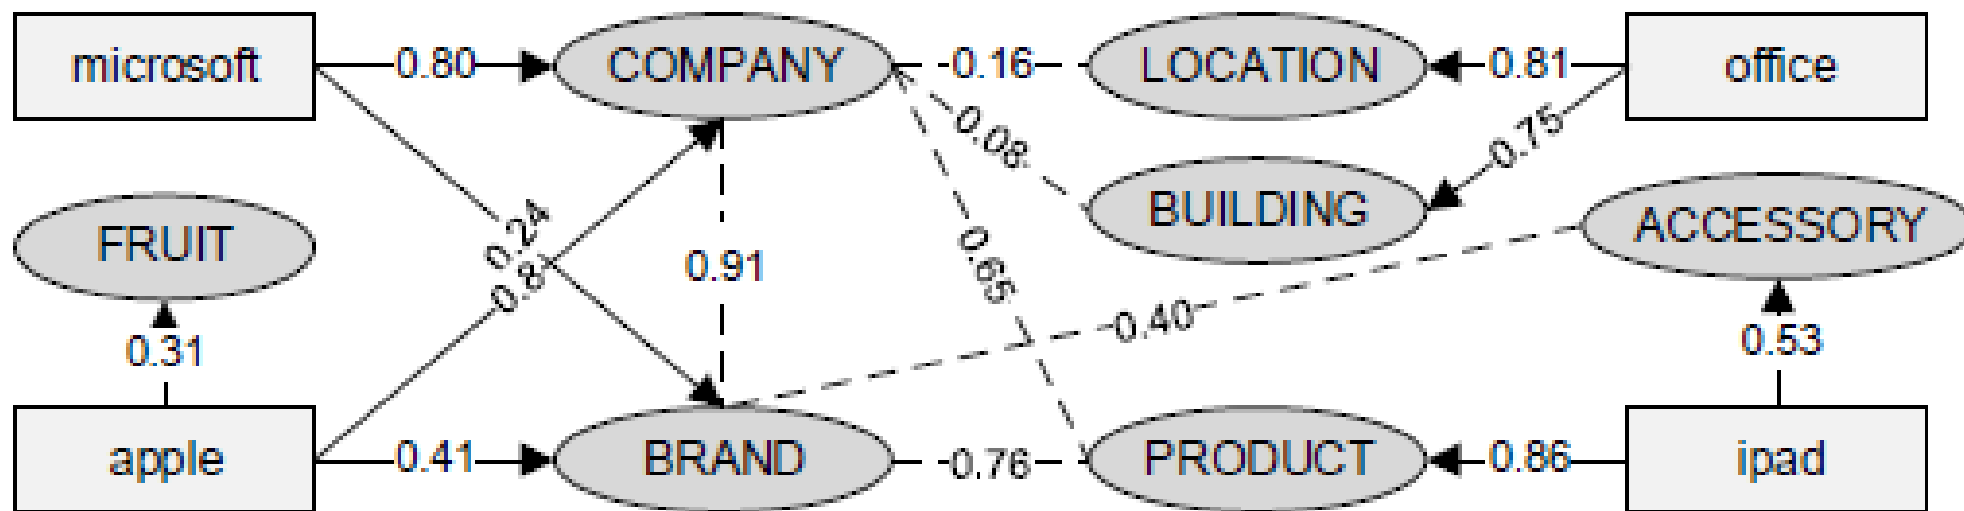 microsoft
0.80
COMPANY
0.16
LOCATION
0.81
office
0.08
0.75
BUILDING
FRUIT
0.24
0.8
0.91
0.65
ACCESSORY
0.31
0.40
0.53
apple
0.41
BRAND
0.76
PRODUCT
0.86
ipad